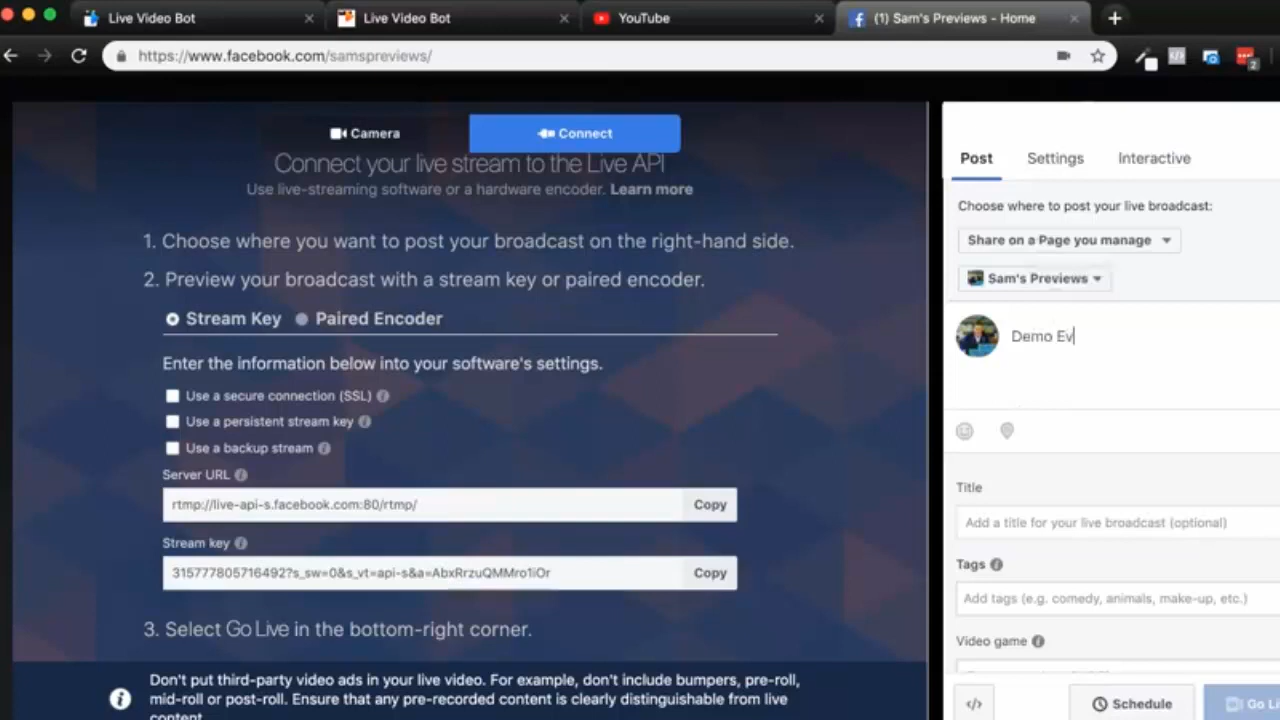 Live Video Bot
Live Video Bot
YouTube
(1) Sam's Previews - Home
https://www.facebook.com/samspreviews/
2
Camera
Connect
Connect your live stream to the Live API
Use live-streaming software or a hardware encoder. Learn more
1. Choose where you want to post your broadcast on the right-hand side.
2. Preview your broadcast with a stream key or paired encoder.
Stream Key
Paired Encoder
Enter the information below into your software's settings.
Use a secure connection (SSL)
Use a persistent stream key
Use a backup stream
Server URL
rtmp://live-api-s.facebook.com:80/rtmp/
Copy
Stream key
315777805716492?s_sw=0&s_vt=api-s&a=AbxRrzuQMMro1iOr
Copy
3. Select Go Live in the bottom-right corner.
Don't put third-party video ads in your live video. For example, don't include bumpers, pre-roll,
mid-roll or post-roll. Ensure that any pre-recorded content is clearly distinguishable from live
content.
Post
Settings
Interactive
Choose where to post your live broadcast:
Share on a Page you manage
Sam's Previews
Demo Ev
Title
Add a title for your live broadcast (optional)
Tags
Add tags (e.g. comedy, animals, make-up, etc.)
Video game
</>
Schedule
Go Li